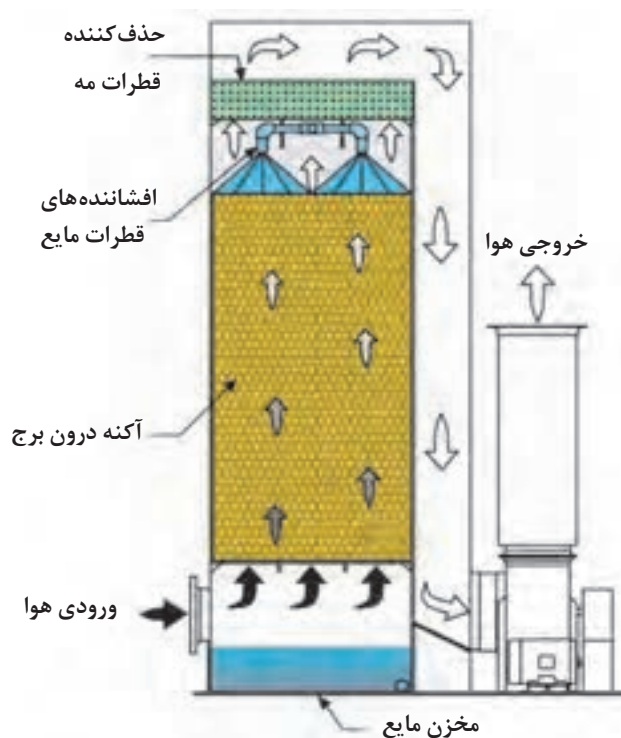 حذف‌کننده
قطرات مه
افشاننده‌های
قطرات مایع
خروجی هوا
آکنه درون برج
ورودی هوا
مخزن مایع